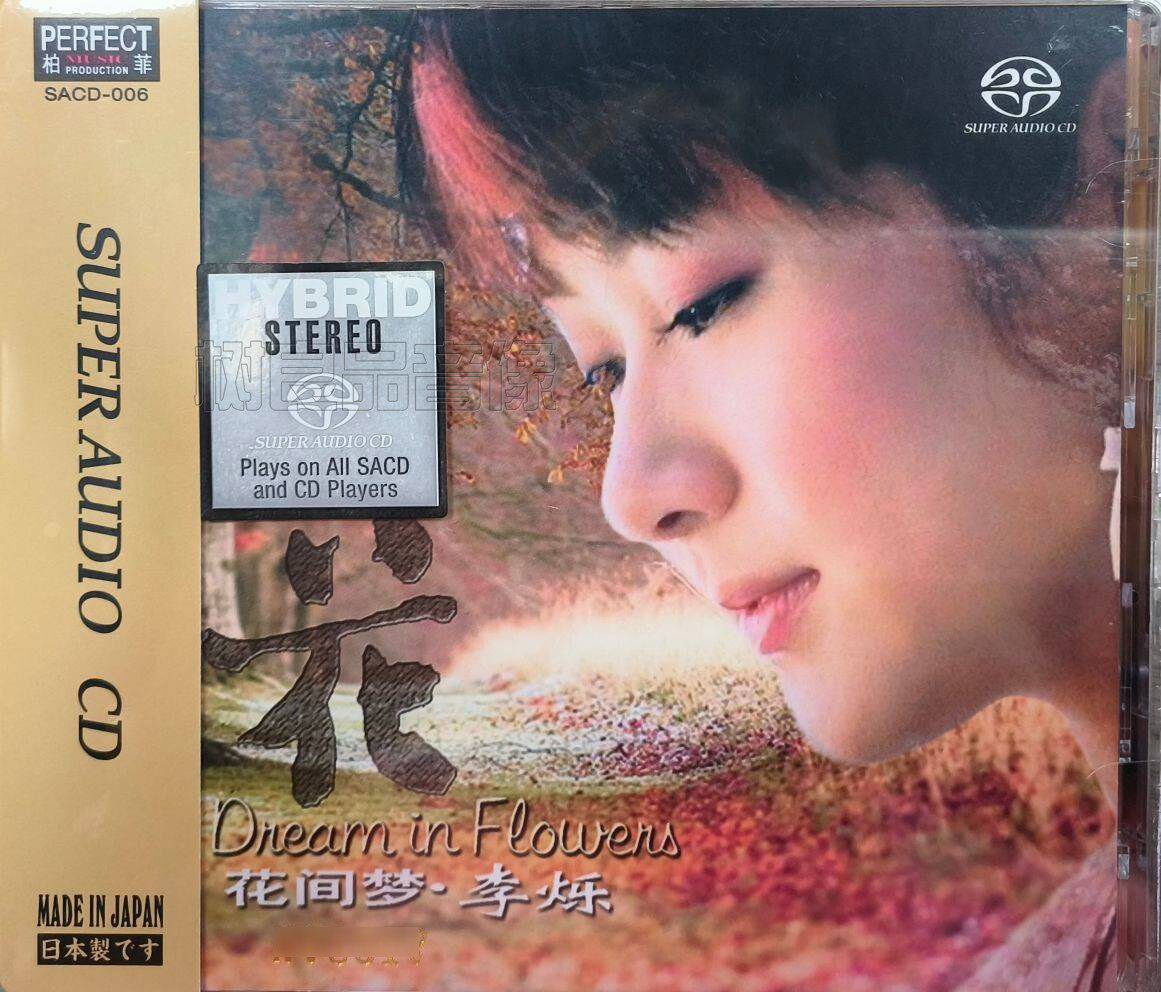 PERFECT
柏 MUSIC 菲
PRODUCTION
SACD-006
SUPER AUDIO CD
MADE IN JAPAN
日本製です
SUPER AUDIO CD
HYBRID
STEREO
SUPER AUDIO CD
Plays on All SACD
and CD Players
花
Dream in Flowers
花间梦·李烁